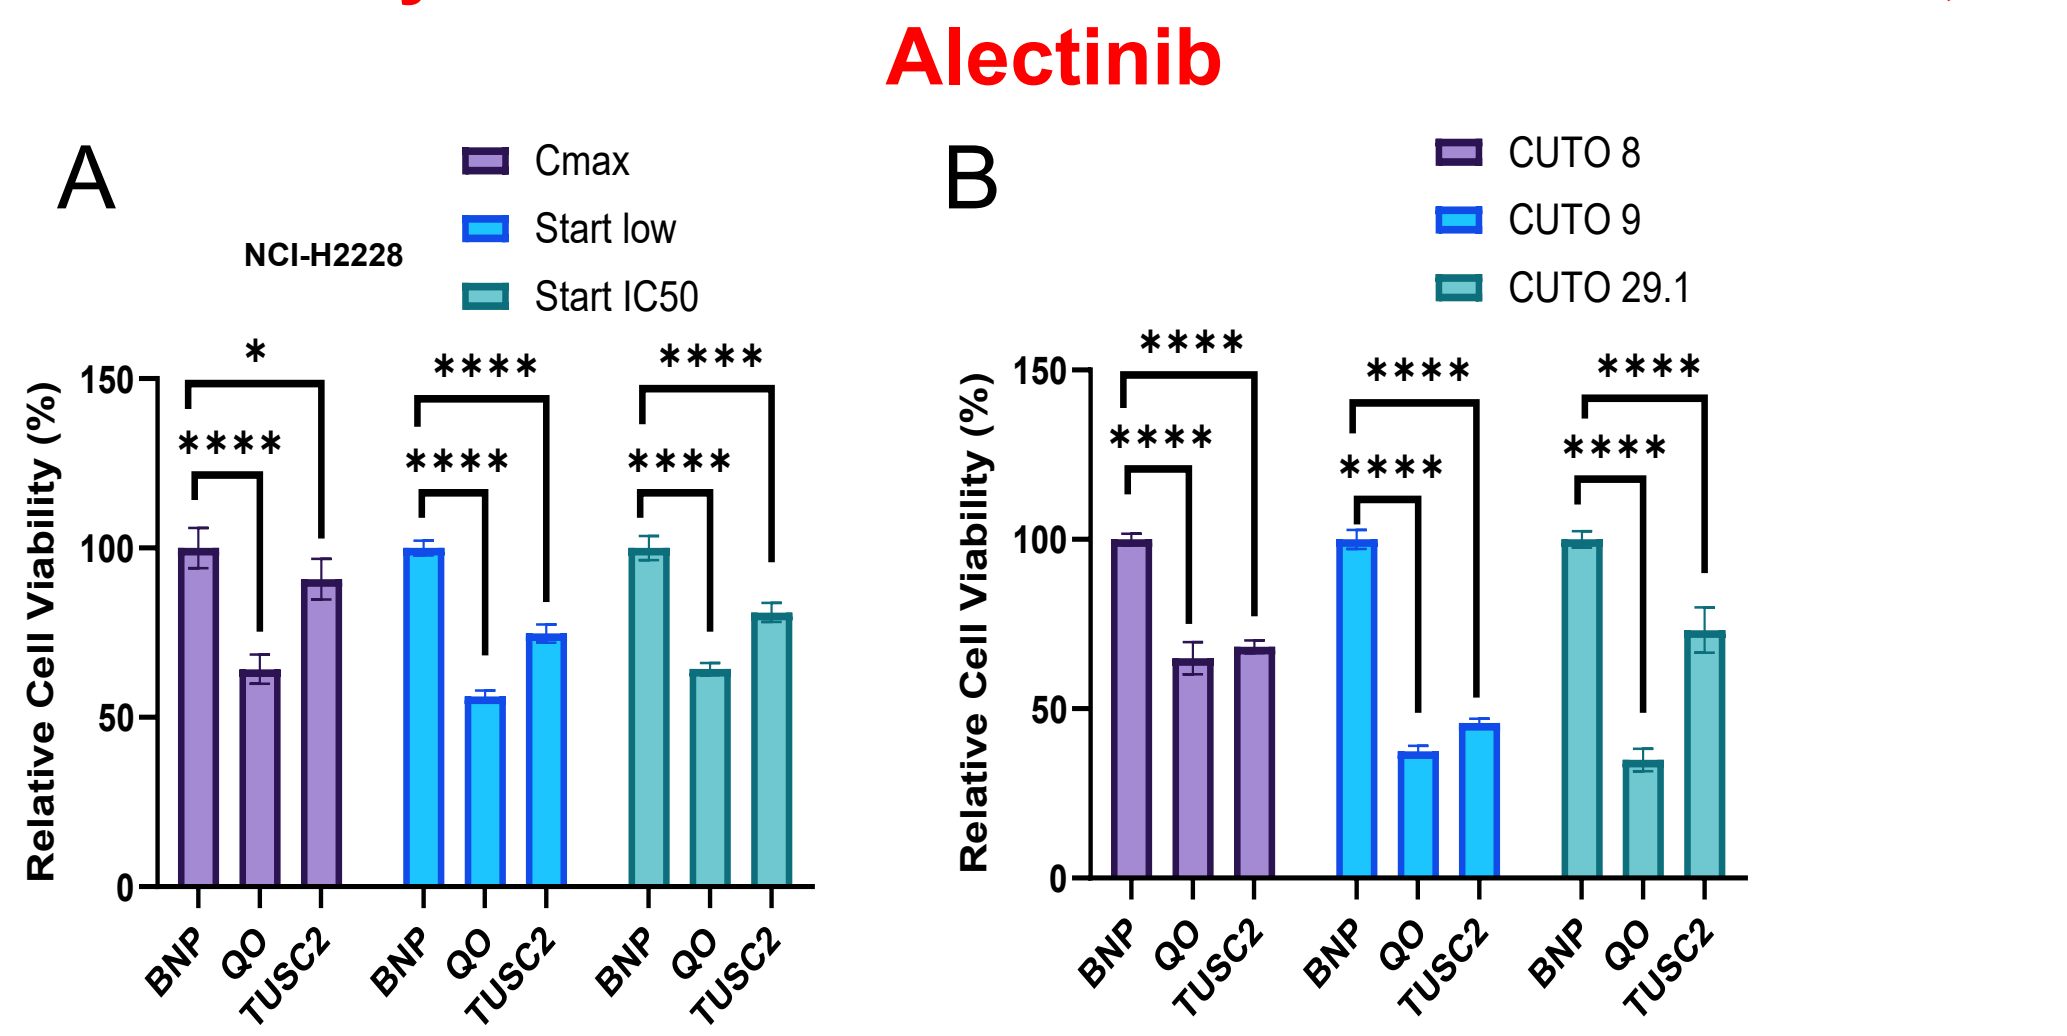 Alectinib
A
Cmax
Start low
Start IC50
NCI-H2228
Relative Cell Viability (%)
150
100
50
0
*
****
****
****
****
****
BNP
QO
TUSC2
BNP
QO
TUSC2
BNP
QO
TUSC2
B
CUTO 8
CUTO 9
CUTO 29.1
Relative Cell Viability (%)
150
100
50
0
****
****
****
****
****
****
BNP
QO
TUSC2
BNP
QO
TUSC2
BNP
QO
TUSC2